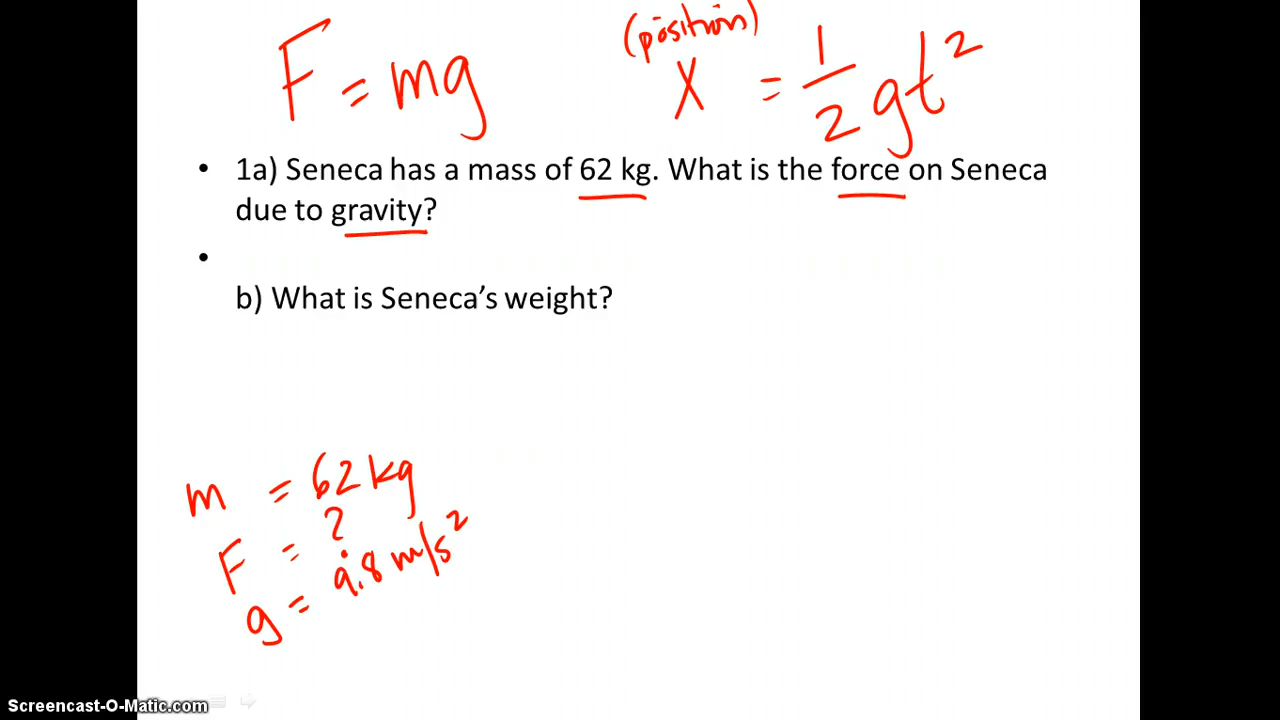 F = mg
(position)
x = 1/2 gt²
• 1a) Seneca has a mass of 62 kg. What is the force on Seneca
due to gravity?
•
b) What is Seneca’s weight?
m = 62 kg
F = ?
g = 9.8 m/s²
Screencast-O-Matic.com